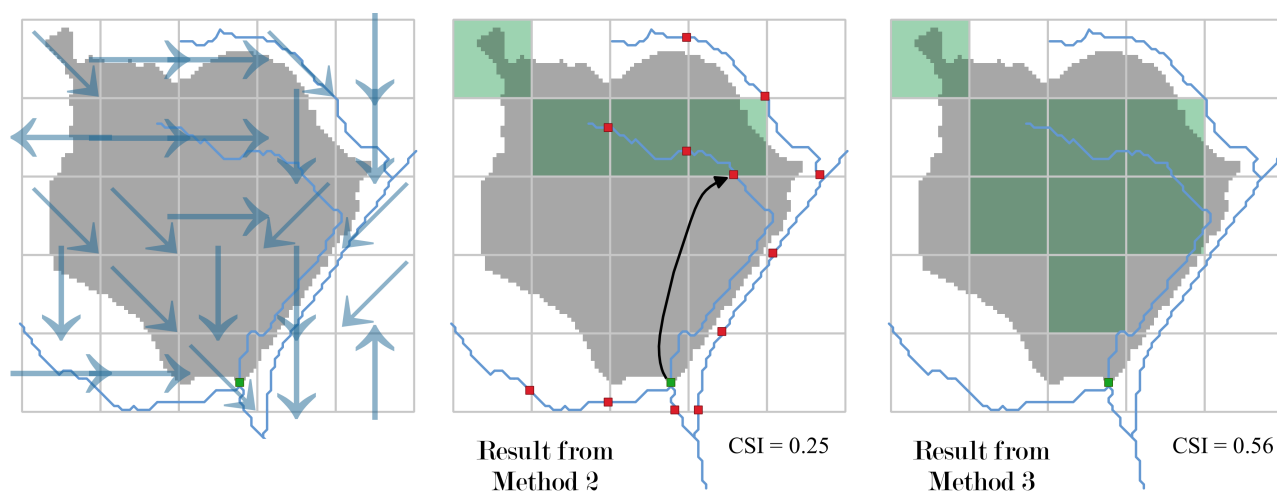 Result from
Method 2
CSI = 0.25
Result from
Method 3
CSI = 0.56